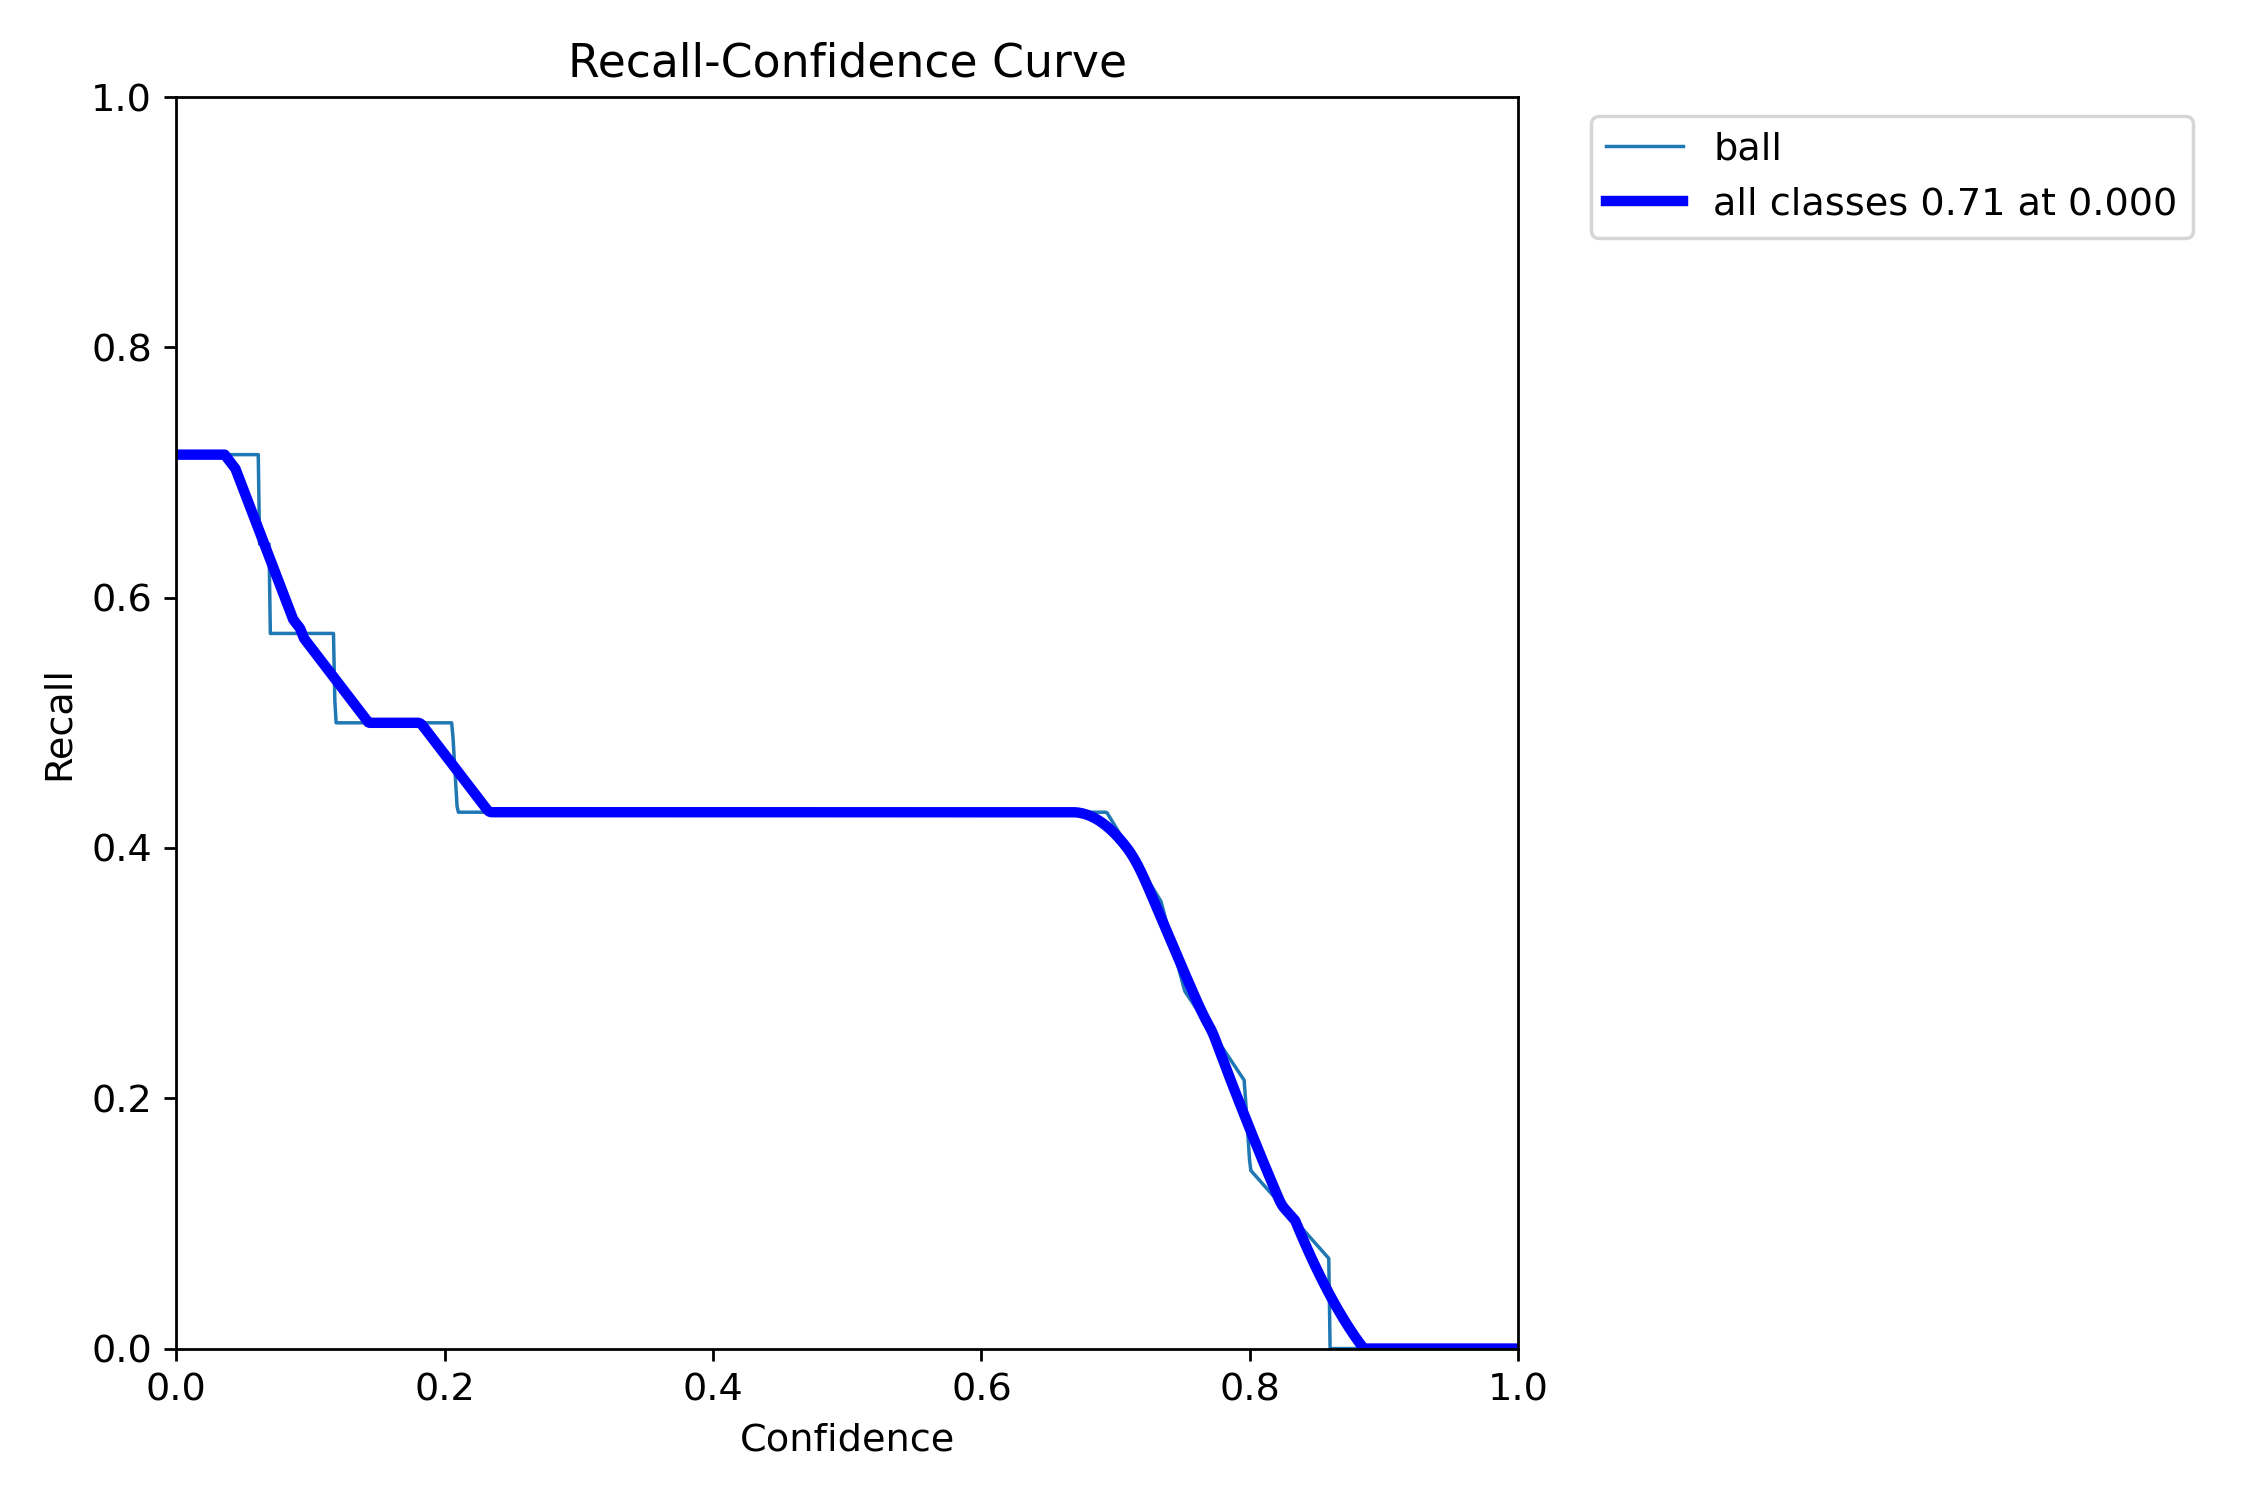 Recall-Confidence Curve
1.0
0.8
0.6
0.4
0.2
0.0
Recall
0.0 0.2 0.4 0.6 0.8 1.0
Confidence
ball
all classes 0.71 at 0.000